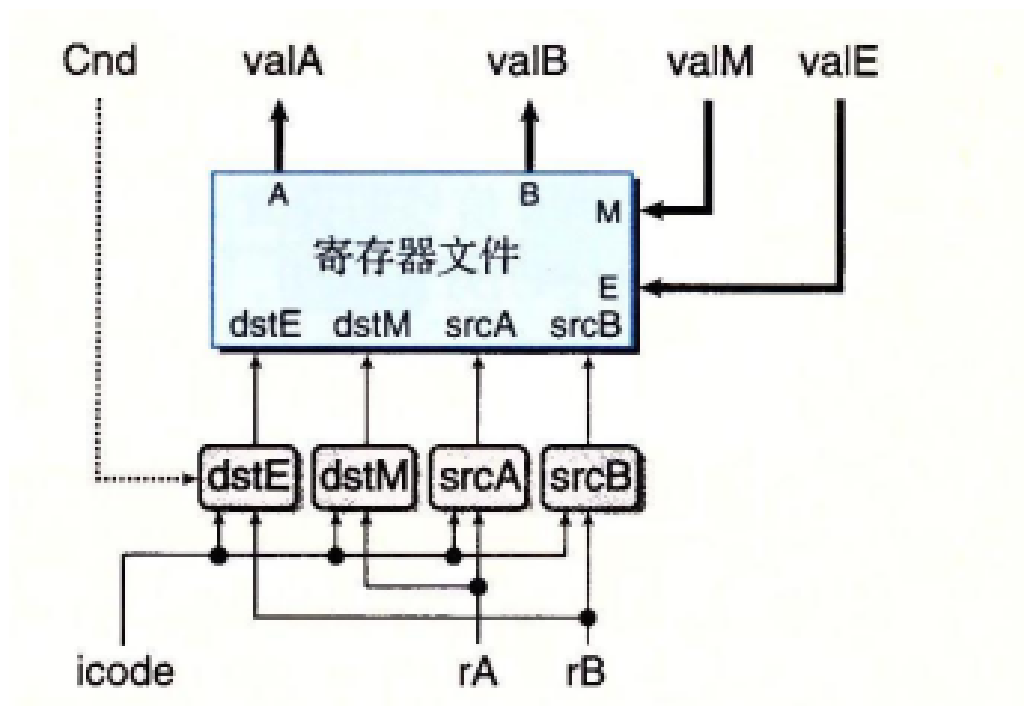 Cnd valA valB valM valE
A B
M
寄存器文件
E
dstE dstM srcA srcB
dstE dstM srcA srcB
icode rA rB